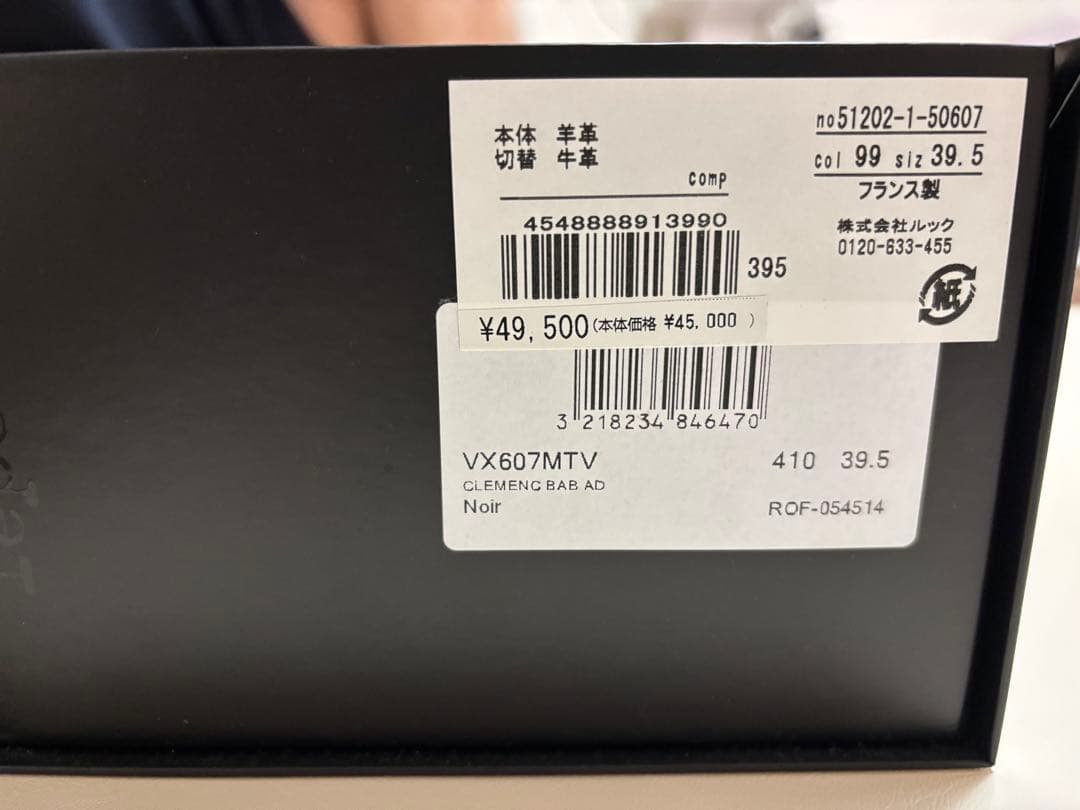 本体 羊革
切替 牛革
comp
no51202-1-50607
col 99 siz 39.5
フランス製
株式会社ルック
0120-633-455
紙
4548888913990
395
¥49,500(本体価格 ¥45,000 )
3 218234 846470
VX607MTV 410 39.5
CLEMENC BAB AD
Noir ROF-054514